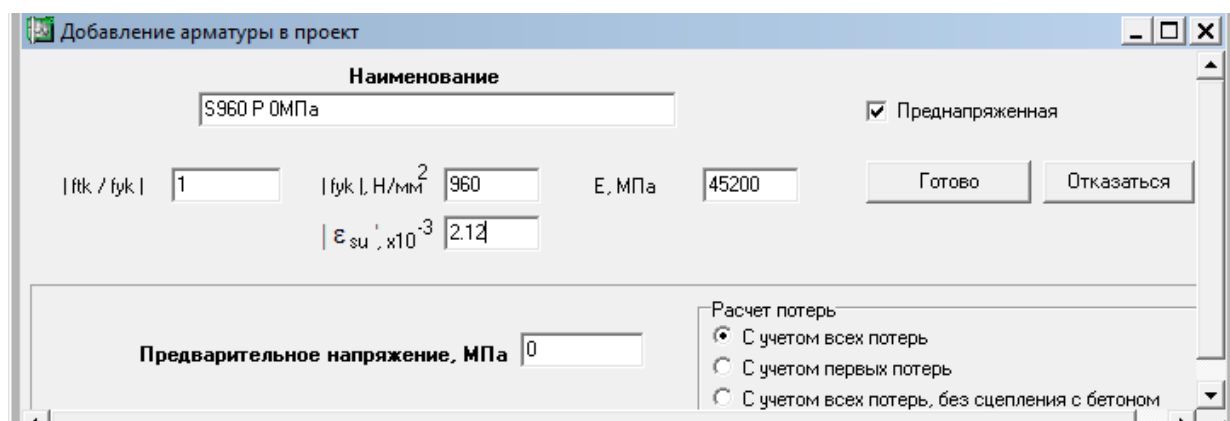 Добавление арматуры в проект
Наименование
S960 P 0МПа
Преднапряженная
| ftk / fyk | 1 | fyk |, Н/мм2 960 Е, МПа 45200 Готово Отказаться
| εsu', x10-3 2.12
Расчет потерь
Предварительное напряжение, МПа 0
С учетом всех потерь
С учетом первых потерь
С учетом всех потерь, без сцепления с бетоном